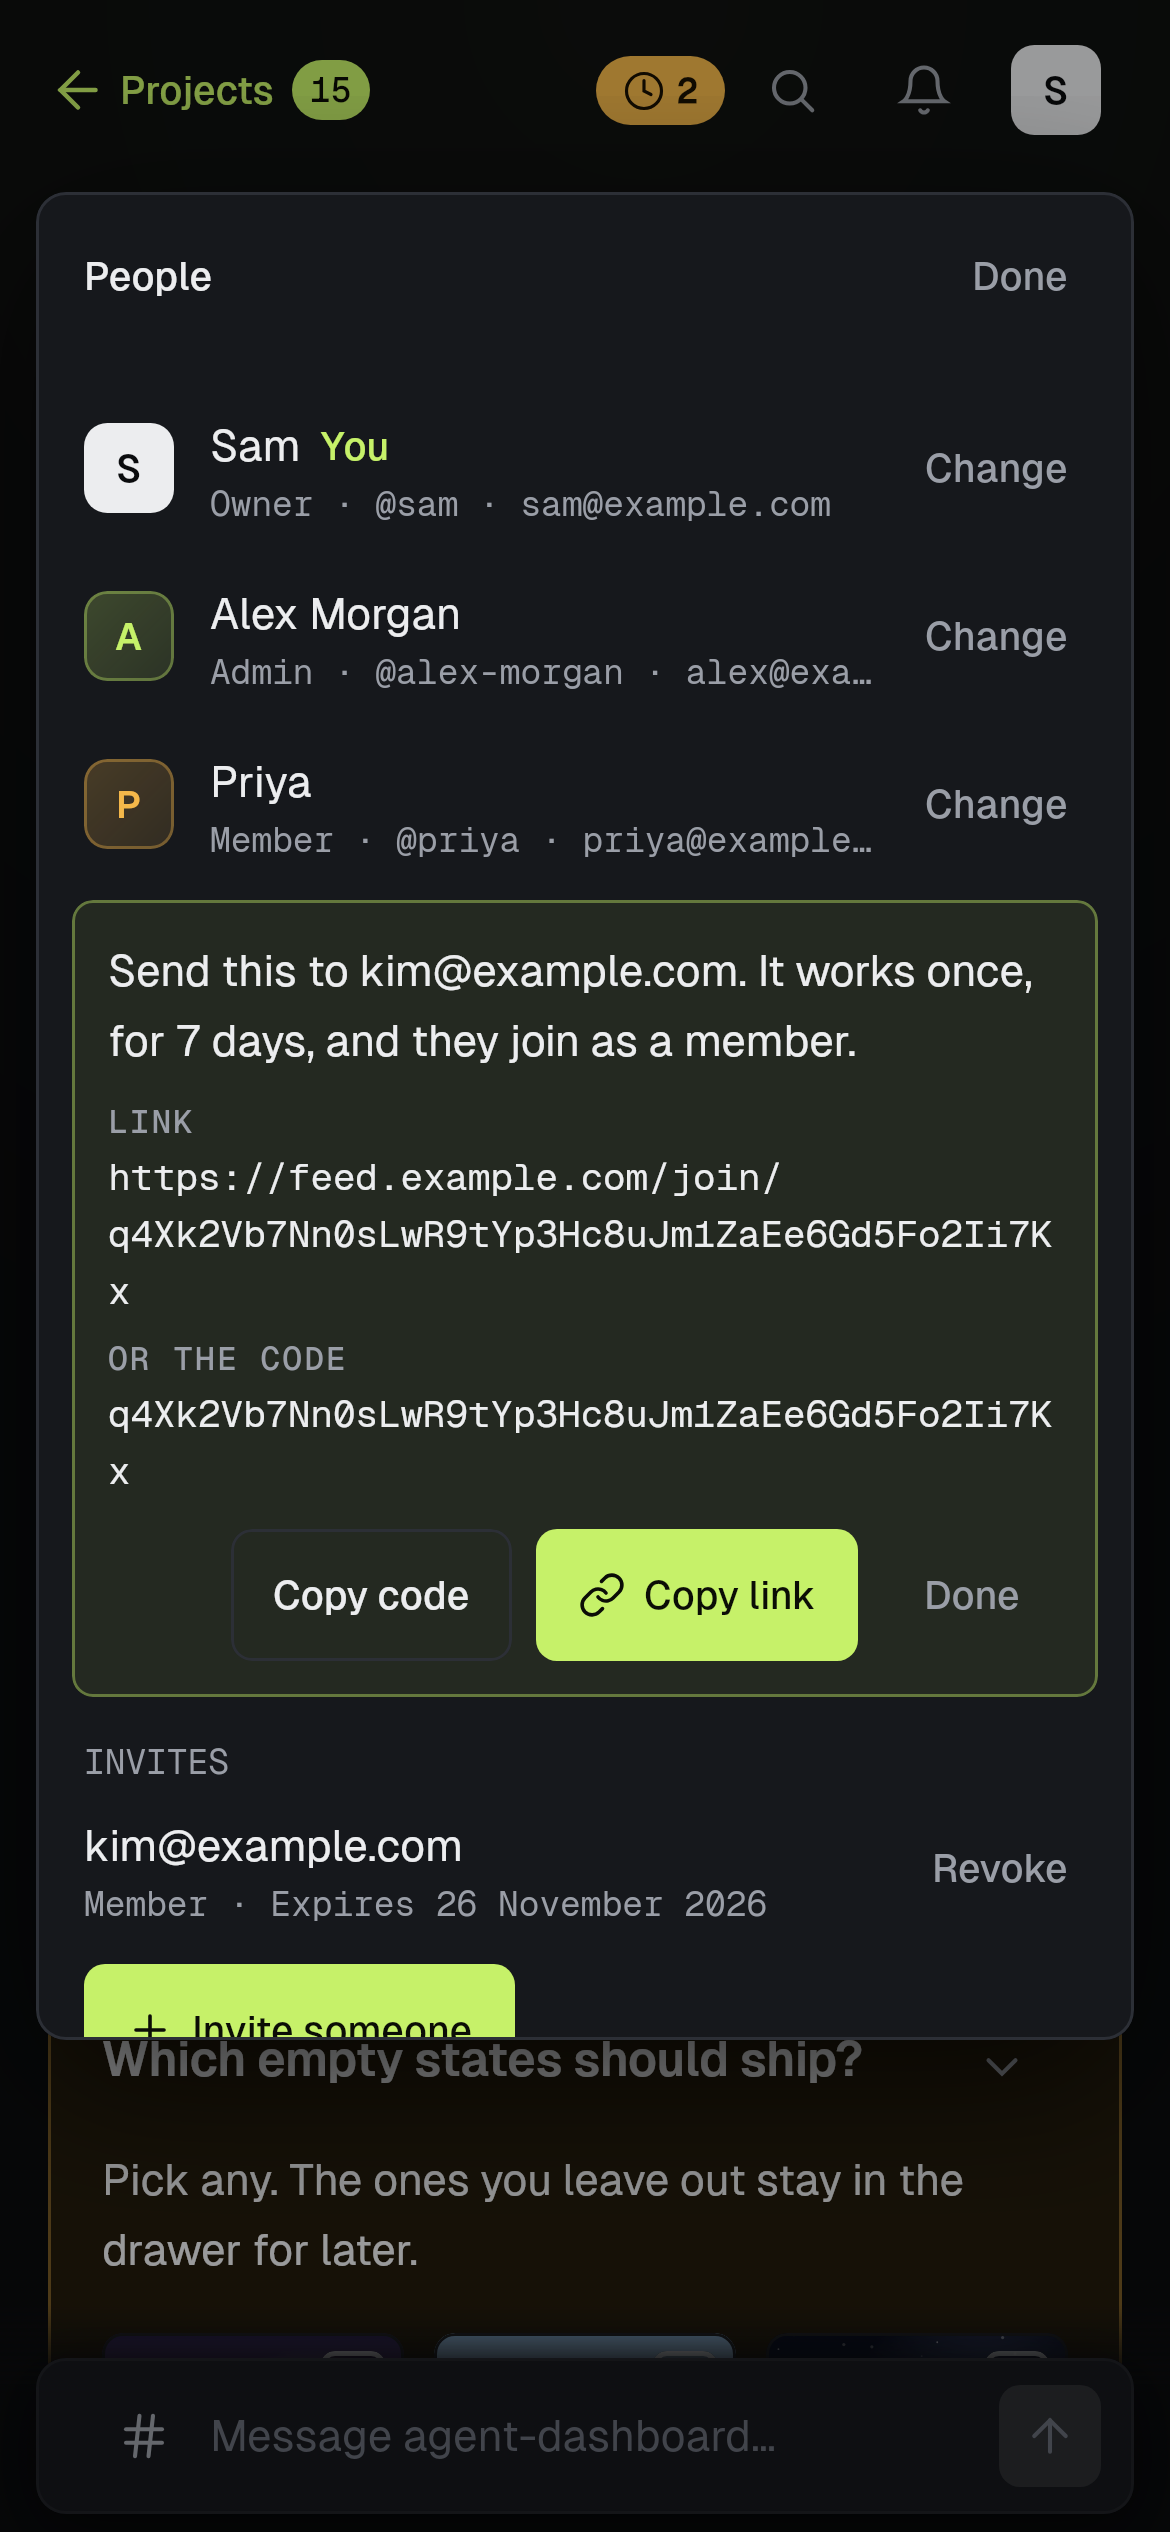 Projects 15
2
S
People
Done
S
Sam You
Owner · @sam · sam@example.com
Change
A
Alex Morgan
Admin · @alex-morgan · alex@exa…
Change
P
Priya
Member · @priya · priya@example…
Change
Send this to kim@example.com. It works once,
for 7 days, and they join as a member.
LINK
https://feed.example.com/join/
q4Xk2Vb7Nn0sLwR9tYp3Hc8uJm1ZaEe6Gd5Fo2Ii7K
x
OR THE CODE
q4Xk2Vb7Nn0sLwR9tYp3Hc8uJm1ZaEe6Gd5Fo2Ii7K
x
Copy code
Copy link
Done
INVITES
kim@example.com
Member · Expires 26 November 2026
Revoke
Invite someone
Which empty states should ship?
Pick any. The ones you leave out stay in the
drawer for later.
Message agent-dashboard…